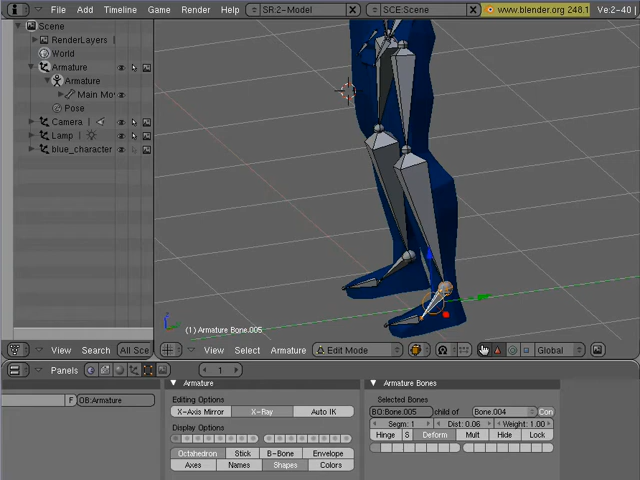 File Add Timeline Game Render Help SR:2-Model SCE:Scene www.blender.org 248.1 Ve:2-40
Scene
RenderLayers
World
Armature
Armature
Main Mo
Pose
Camera
Lamp
blue_character
(1) Armature Bone.005
View Search All Sce View Select Armature Edit Mode Global
Panels 1
F OB:Armature
Armature
Editing Options
X-Axis Mirror X-Ray Auto IK
Display Options
Octahedron Stick B-Bone Envelope
Axes Names Shapes Colors
Armature Bones
Selected Bones
BO:Bone.005 child of Bone.004 Con
Segm: 1 Dist: 0.06 Weight: 1.00
Hinge S Deform Mult Hide Lock